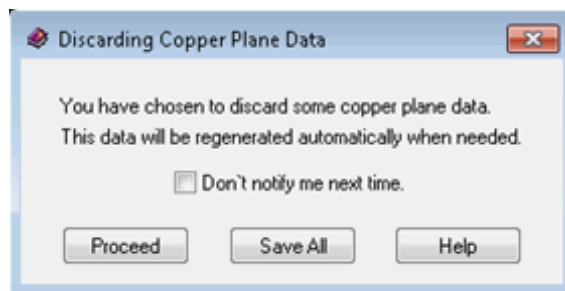 Discarding Copper Plane Data
You have chosen to discard some copper plane data.
This data will be regenerated automatically when needed.
Don`t notify me next time.
Proceed
Save All
Help